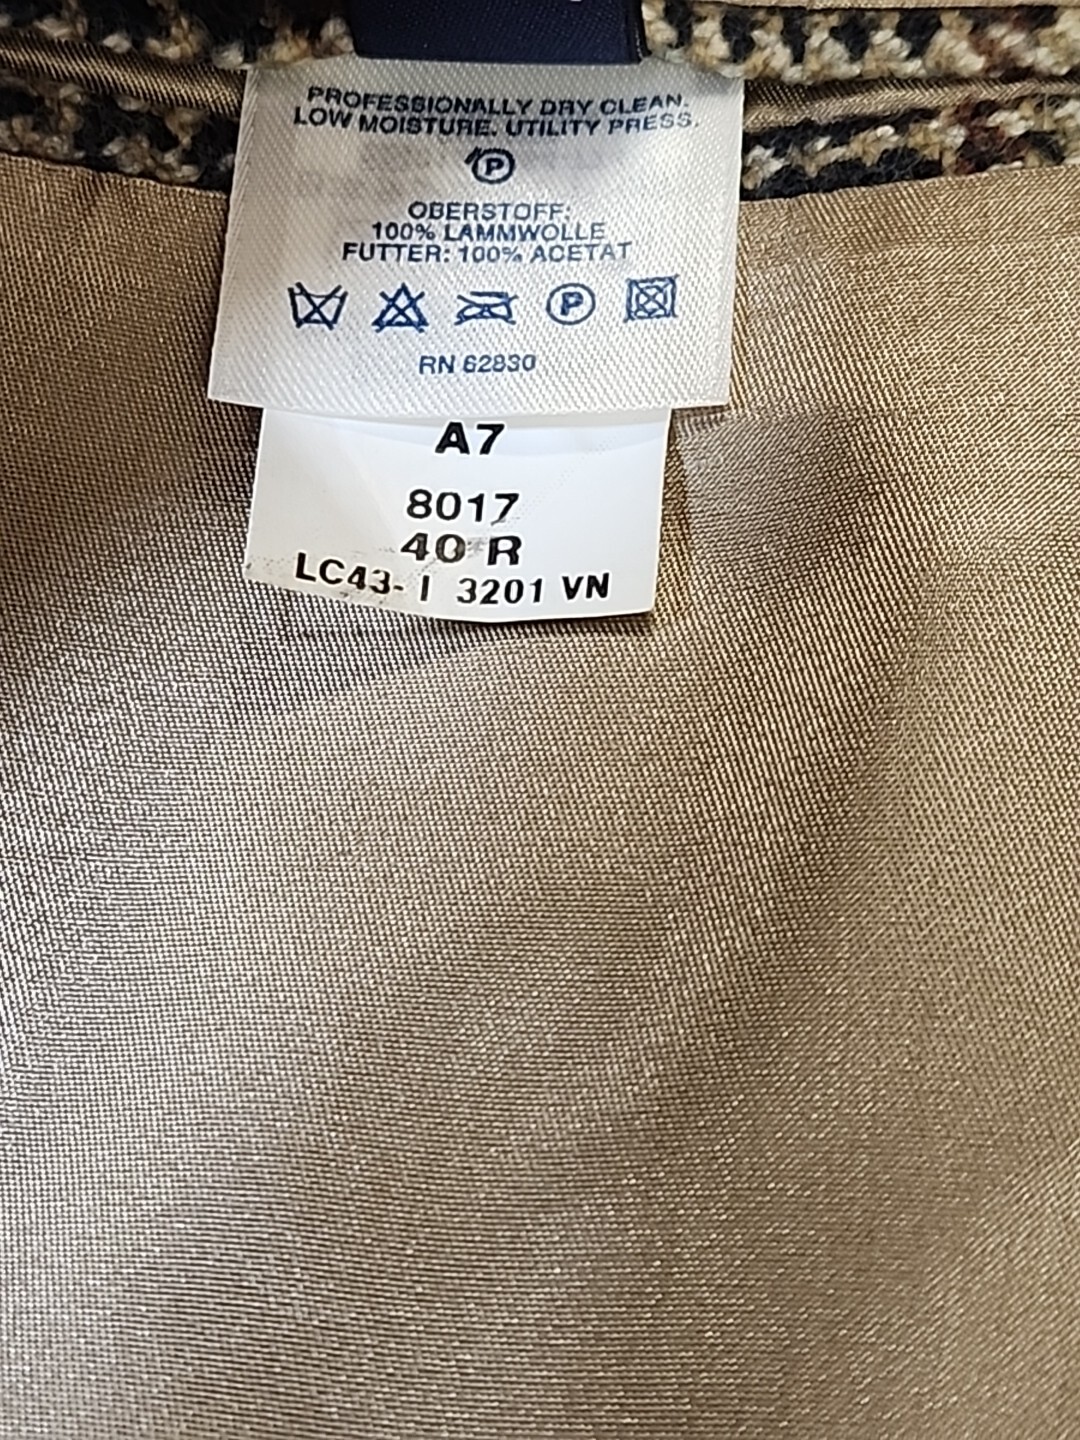 PROFESSIONALLY DRY CLEAN.
LOW MOISTURE. UTILITY PRESS.
P
OBERSTOFF:
100% LAMMWOLLE
FUTTER: 100% ACETAT
P
RN 62830
A7
8017
40 R
LC43- I 3201 VN